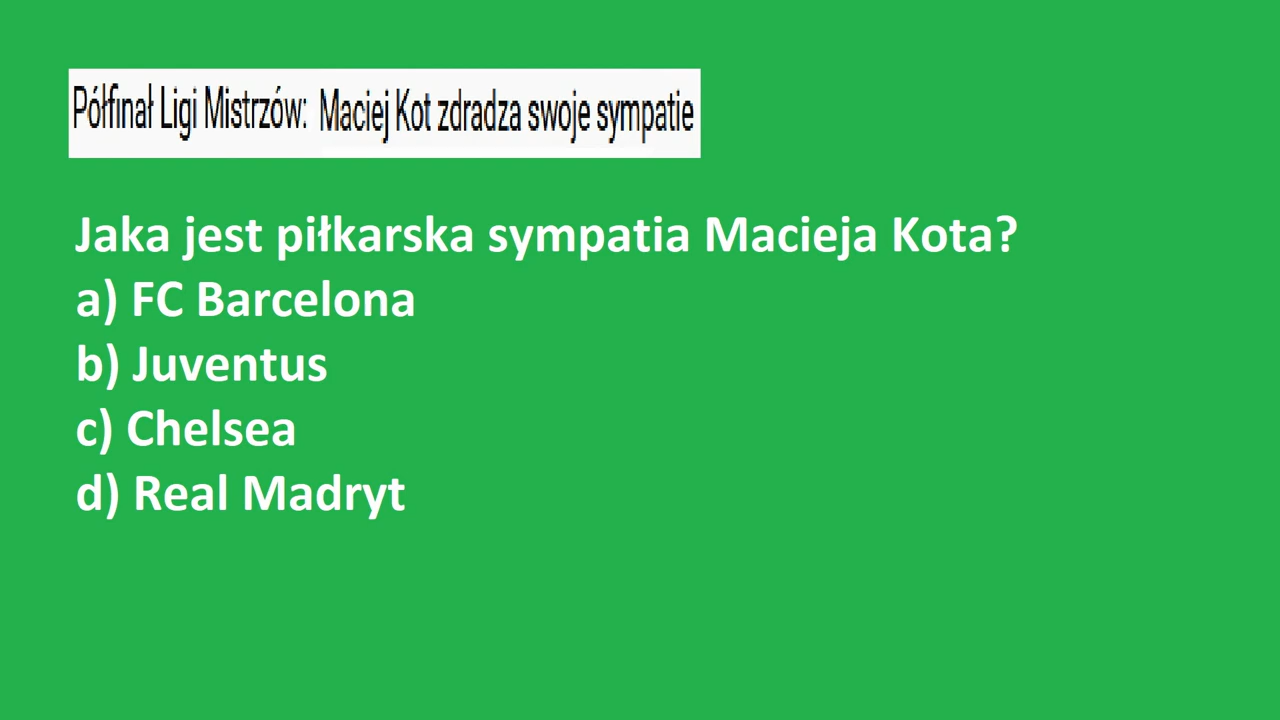 Półfinał Ligi Mistrzów: Maciej Kot zdradza swoje sympatie
Jaka jest piłkarska sympatia Macieja Kota?
a) FC Barcelona
b) Juventus
c) Chelsea
d) Real Madryt